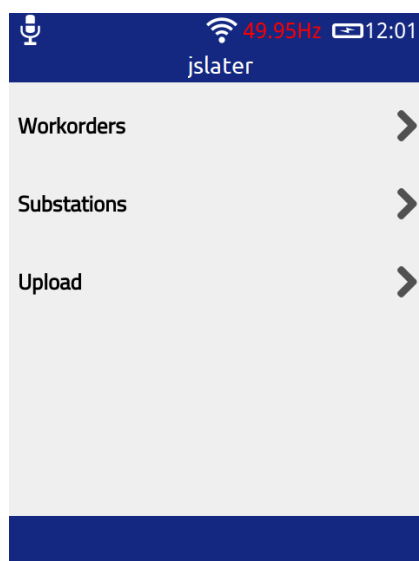 49.95Hz 12:01
jslater
Workorders
Substations
Upload